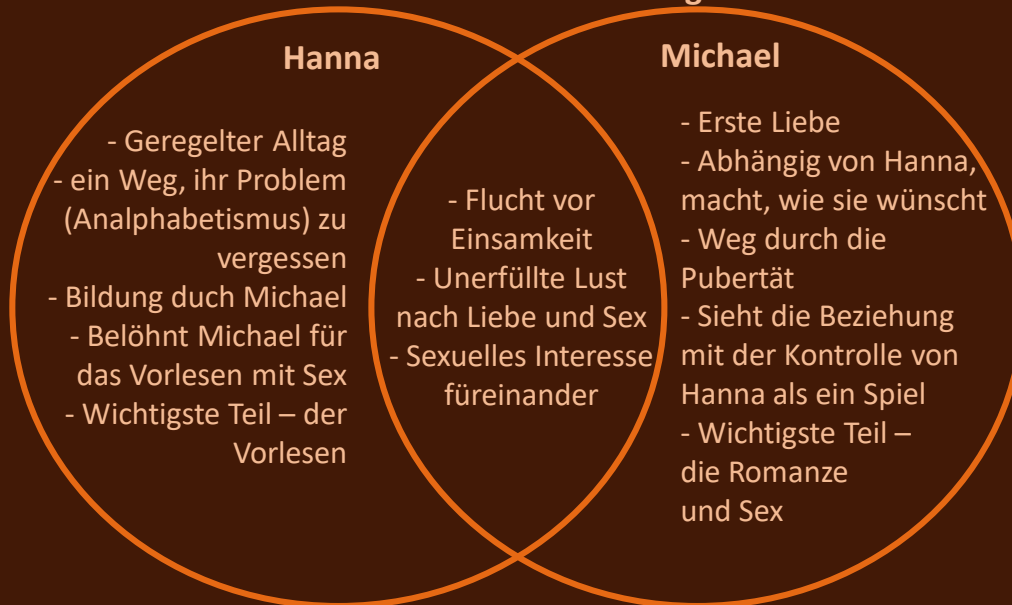 Hanna
- Geregelter Alltag
- ein Weg, ihr Problem
(Analphabetismus) zu
vergessen
- Bildung duch Michael
- Belöhnt Michael für
das Vorlesen mit Sex
- Wichtigste Teil – der
Vorlesen
- Flucht vor
Einsamkeit
- Unerfüllte Lust
nach Liebe und Sex
- Sexuelles Interesse
füreinander
Michael
- Erste Liebe
- Abhängig von Hanna,
macht, wie sie wünscht
- Weg durch die
Pubertät
- Sieht die Beziehung
mit der Kontrolle von
Hanna als ein Spiel
- Wichtigste Teil –
die Romanze
und Sex